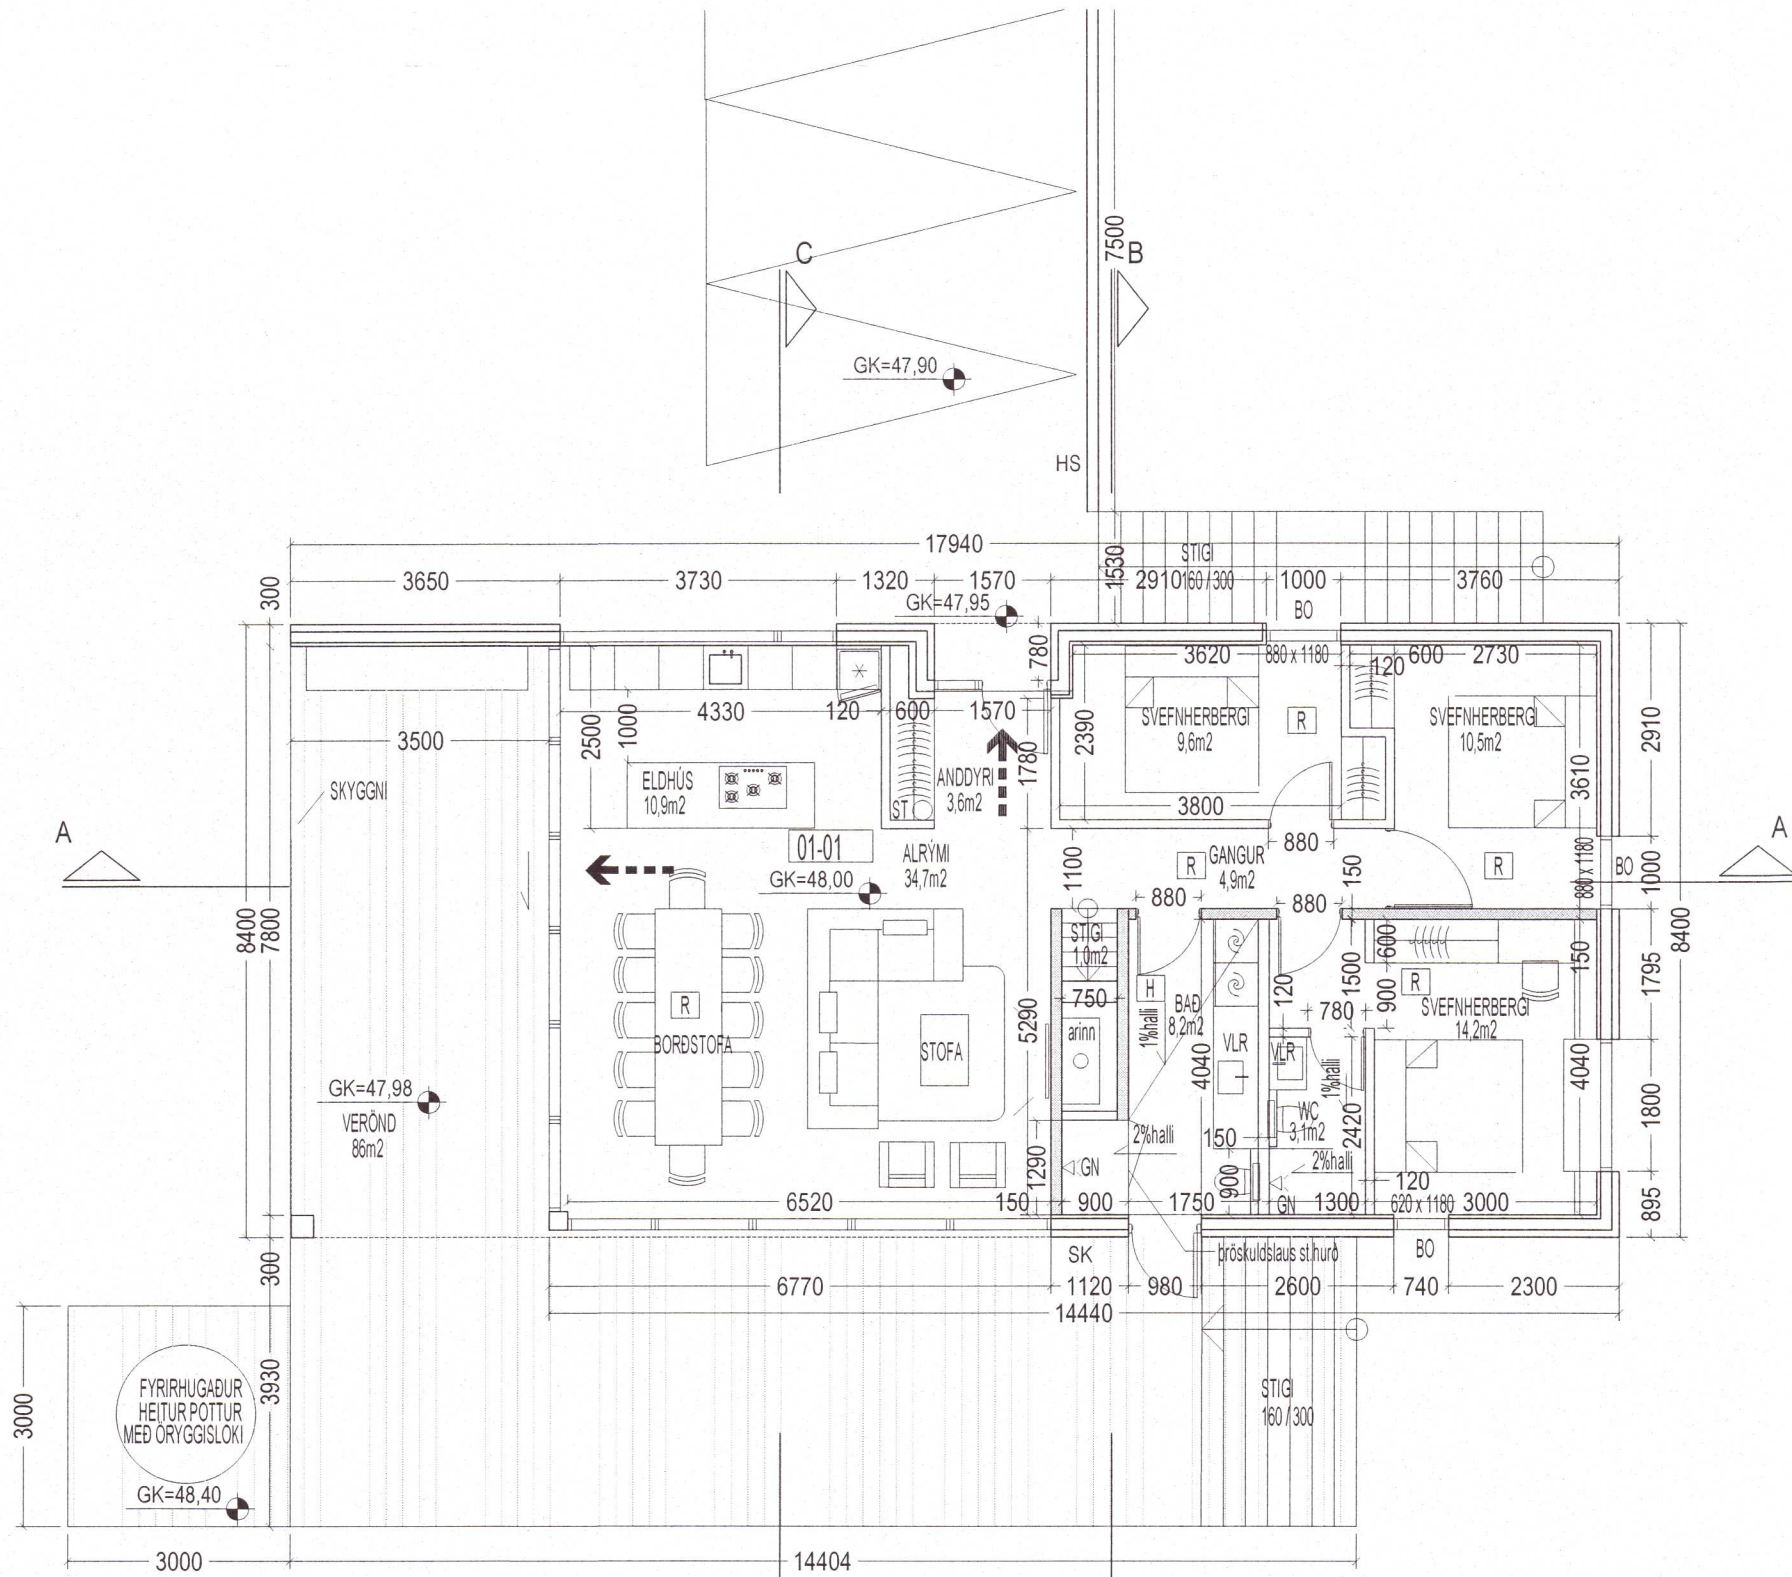 C
B
7500
GK=47,90
HS
17940
STIGI
160 / 300
300
3650
3730
1320
1570
1530
2910
1000
3760
GK=47,95
BO
780
3620
880 x 1180
120
600
2730
4330
120
600
1570
3500
2500
1000
1780
2390
SVEFNHERBERGI
9,6m2
R
SVEFNHERBERGI
10,5m2
2910
3610
SKYGGNI
ELDHÚS
10,9m2
ANDDYRI
3,6m2
ST
3800
A
A
01-01
ALRÝMI
34,7m2
GK=48,00
880
GANGUR
4,9m2
R
R
1100
150
880 x 1180
BO
1000
880
880
8400
7800
8400
STIGI
1,0m2
600
150
1795
750
H
BAÐ
8,2m2
120
1500
780
900
R
SVEFNHERBERGI
14,2m2
R
BORÐSTOFA
STOFA
5290
arinn
1%halli
4040
VLR
VLR
1%halli
4040
GK=47,98
VERÖND
86m2
WC
3,1m2
2420
1800
2%halli
150
2%halli
1290
GN
900
GN
120
6520
150
900
1750
1300
620 x 1180
3000
895
300
SK
þröskuldslaus st.hurð
BO
6770
1120
980
2600
740
2300
14440
3000
FYRIRHUGAÐUR
HEITUR POTTUR
MEÐ ÖRYGGISLOKI
3930
STIGI
160 / 300
GK=48,40
3000
14404